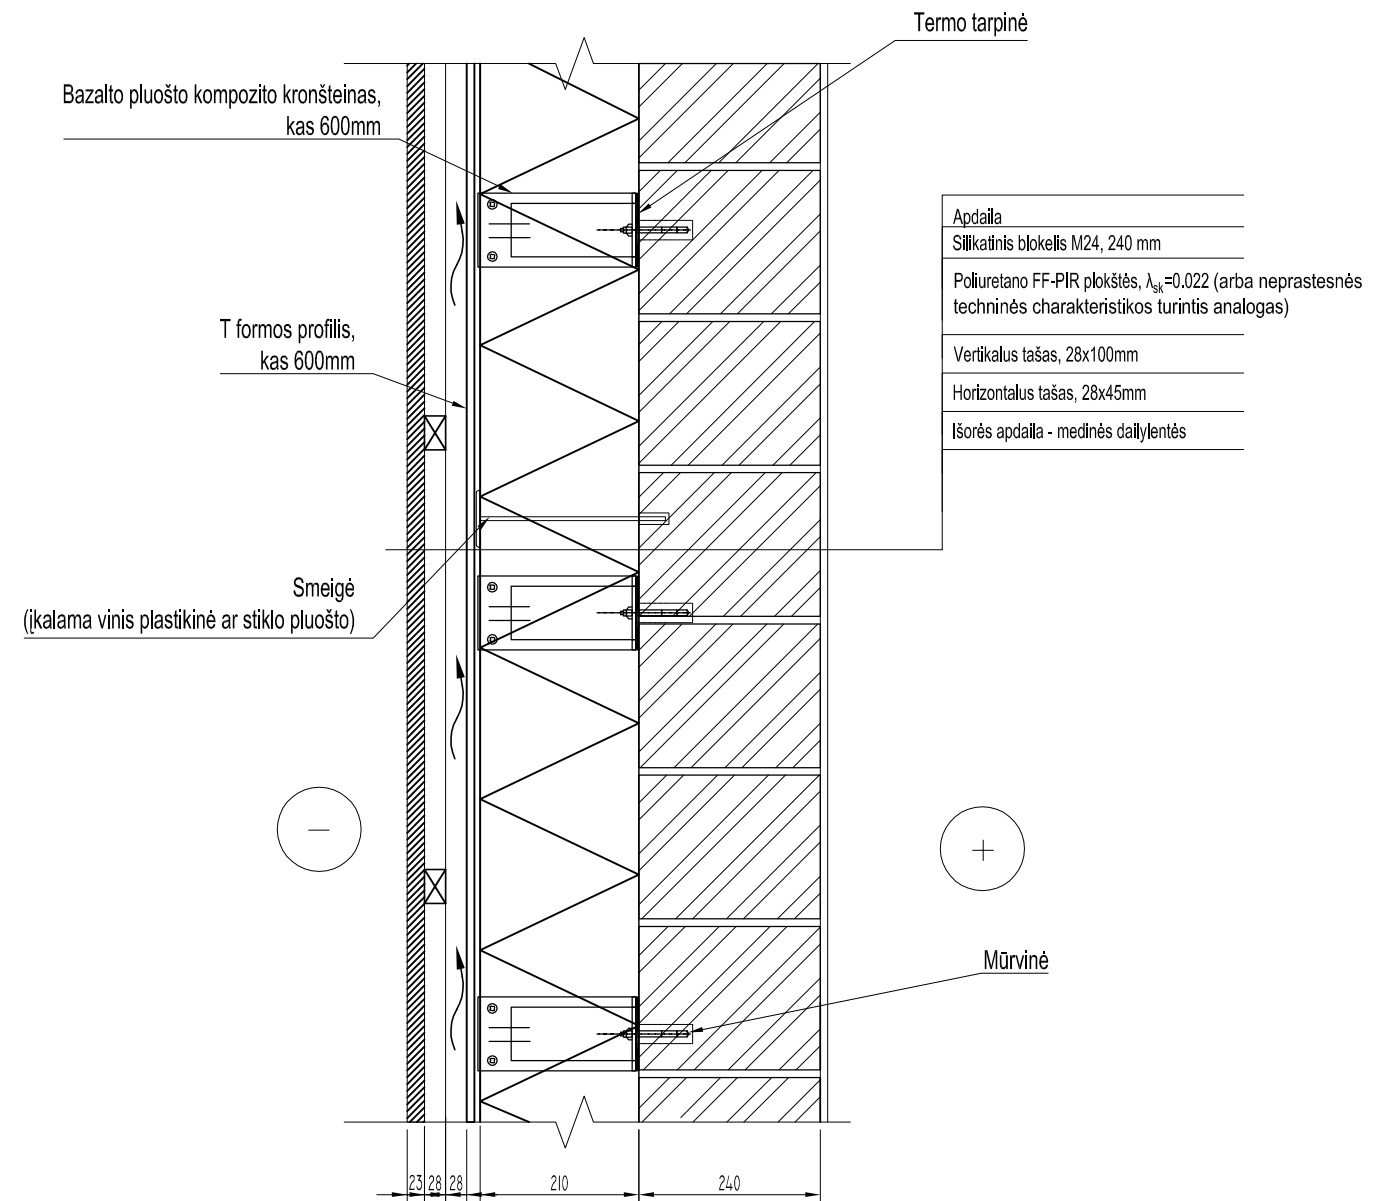 Termo tarpinė
Bazalto pluošto kompozito kronšteinas,
kas 600mm
Apdaila
Silikatinis blokelis M24, 240 mm
Poliuretano FF-PIR plokštės, λsk=0.022 (arba neprastesnės
techninės charakteristikos turintis analogas)
Vertikalus tašas, 28x100mm
Horizontalus tašas, 28x45mm
Išorės apdaila - medinės dailylentės
T formos profilis,
kas 600mm
Smeigė
(įkalama vinis plastikinė ar stiklo pluošto)
–
+
Mūrvinė
23 28 28 210 240